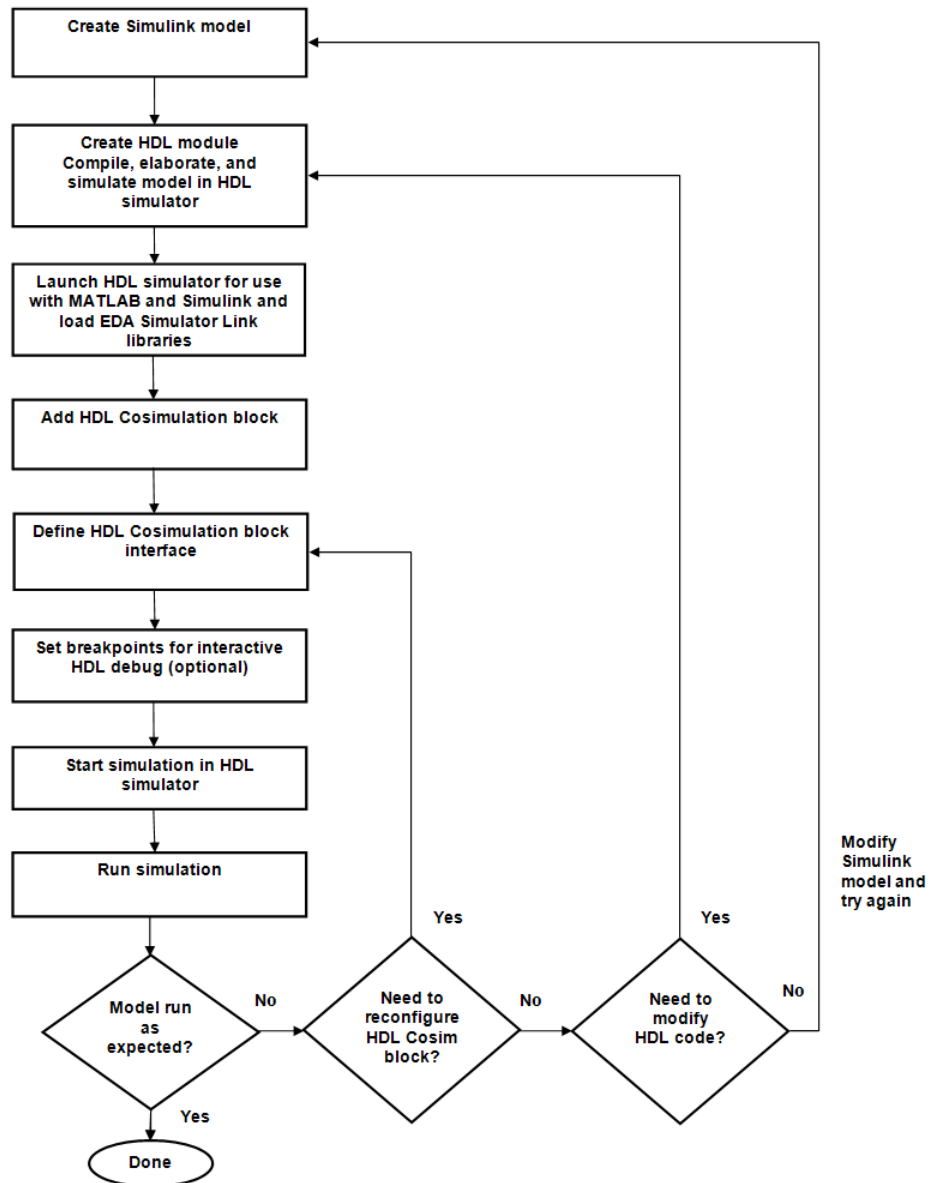 Create Simulink model
Create HDL module
Compile, elaborate, and
simulate model in HDL
simulator
Launch HDL simulator for use
with MATLAB and Simulink and
load EDA Simulator Link
libraries
Add HDL Cosimulation block
Define HDL Cosimulation block
interface
Set breakpoints for interactive
HDL debug (optional)
Start simulation in HDL
simulator
Run simulation
Modify
Simulink
model and
try again
Yes
Yes
Model run
as
expected?
No
Need to
reconfigure
HDL Cosim
block?
No
Need to
modify
HDL code?
No
Yes
Done